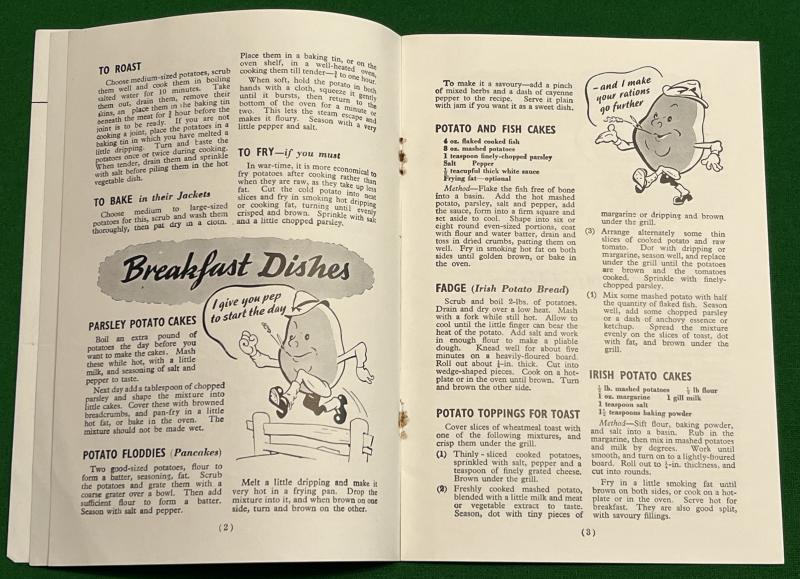 TO ROAST
Choose medium-sized potatoes, scrub
them well and cook them in boiling
salted water for 10 minutes. Take
them out, drain them, remove their
skins, an place them in the baking tin
beneath the meat for ¾ hour before the
joint is to be ready. If you are not
cooking a joint, place the potatoes in a
baking tin in which you have melted a
little dripping. Turn and baste the
potatoes once or twice during cooking.
When tender, drain them and sprinkle
with salt before piling them in the hot
vegetable dish.
TO BAKE in their Jackets
Choose medium to large-sized
potatoes for this, scrub and wash them
thoroughly, then pat dry in a cloth.
Place them in a baking tin, or on the
oven shelf, in a well-heated oven,
cooking them till tender—¾ to one hour.
When soft, hold the potato in both
hands with a cloth, squeeze it gently
until it bursts, then return to the
bottom of the oven for a minute or
two. This lets the steam escape and
makes it floury. Season with a very
little pepper and salt.
TO FRY—if you must
In war-time, it is more economical to
fry potatoes after cooking rather than
when they are raw, as they take up less
fat. Cut the cold potato into neat
slices and fry in smoking hot dripping
or cooking fat, turning until evenly
crisped and brown. Sprinkle with salt
and a little chopped parsley.
Breakfast Dishes
I give you pep
to start the day
PARSLEY POTATO CAKES
Boil an extra pound of
potatoes the day before you
want to make the cakes. Mash
these while hot, with a little
milk, and seasoning of salt and
pepper to taste.
Next day add a tablespoon of chopped
parsley and shape the mixture into
little cakes. Cover these with browned
breadcrumbs, and pan-fry in a little
hot fat, or bake in the oven. The
mixture should not be made wet.
POTATO FLODDIES (Pancakes)
Two good-sized potatoes, flour to
form a batter, seasoning, fat. Scrub
the potatoes and grate them with a
coarse grater over a bowl. Then add
sufficient flour to form a batter.
Season with salt and pepper.
Melt a little dripping and make it
very hot in a frying pan. Drop the
mixture into it, and when brown on one
side, turn and brown on the other.
(2)
To make it a savoury—add a pinch
of mixed herbs and a dash of cayenne
pepper to the recipe. Serve it plain
with jam if you want it as a sweet dish.
POTATO AND FISH CAKES
4 oz. flaked cooked fish
8 oz. mashed potatoes
1 teaspoon finely-chopped parsley
Salt Pepper
teacupful thick white sauce
Frying fat—optional
Method—Flake the fish free of bone
into a basin. Add the hot mashed
potato, parsley, salt and pepper, add
the sauce, form into a firm square and
set aside to cool. Shape into six or
eight round even-sized portions, coat
with flour and water batter, drain and
toss in dried crumbs, patting them on
well. Fry in smoking hot fat on both
sides until golden brown, or bake in
the oven.
FADGE (Irish Potato Bread)
Scrub and boil 2-lbs. of potatoes.
Drain and dry over a low heat. Mash
with a fork while still hot. Allow to
cool until the little finger can bear the
heat of the potato. Add salt and work
in enough flour to make a pliable
dough. Knead well for about five
minutes on a heavily-floured board.
Roll out about ¼-in. thick. Cut into
wedge-shaped pieces. Cook on a hot-
plate or in the oven until brown. Turn
and brown the other side.
POTATO TOPPINGS FOR TOAST
Cover slices of wheatmeal toast with
one of the following mixtures, and
crisp them under the grill.
(1) Thinly-sliced cooked potatoes,
sprinkled with salt, pepper and a
teaspoon of finely grated cheese.
Brown under the grill.
(2) Freshly cooked mashed potato,
blended with a little milk and meat
or vegetable extract to taste.
Season, dot with tiny pieces of
—and I make
your rations
go further
margarine or dripping and brown
under the grill.
(3) Arrange alternately some thin
slices of cooked potato and raw
tomato. Dot with dripping or
margarine, season well, and replace
under the grill until the potatoes
are brown and the tomatoes
cooked. Sprinkle with finely-
chopped parsley.
Mix some mashed potato with half
the quantity of flaked fish. Season
well, add some chopped parsley
or a dash of anchovy essence or
ketchup. Spread the mixture
evenly on the slices of toast, dot
with fat, and brown under the
grill.
IRISH POTATO CAKES
½ lb. mashed potatoes ¼ lb flour
1 oz. margarine 1 gill milk
1 teaspoon salt
1½ teaspoons baking powder
Method—Sift flour, baking powder,
and salt into a basin. Rub in the
margarine, then mix in mashed potatoes
and milk by degrees. Work until
smooth, and turn on to a lightly-floured
board. Roll out to ¼-in. thickness, and
cut into rounds.
Fry in a little smoking fat until
brown on both sides, or cook on a hot-
plate or in the oven. Serve hot for
breakfast. They are also good split,
with savoury fillings.
(3)